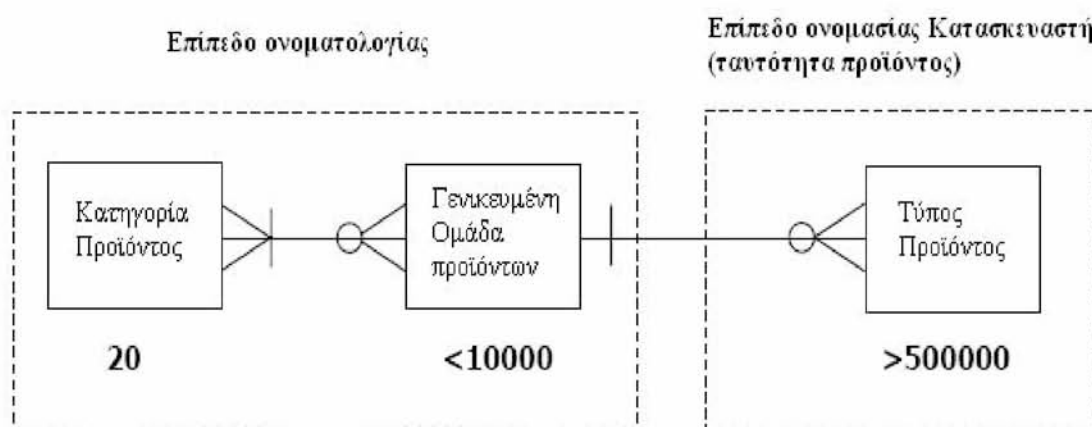 Επίπεδο ονοματολογίας
Επίπεδο ονομασίας Κατασκευαστή
(ταυτότητα προϊόντος)
Κατηγορία
Προϊόντος
Γενικευμένη
Ομάδα
προϊόντων
Τύπος
Προϊόντος
20
<10000
>500000